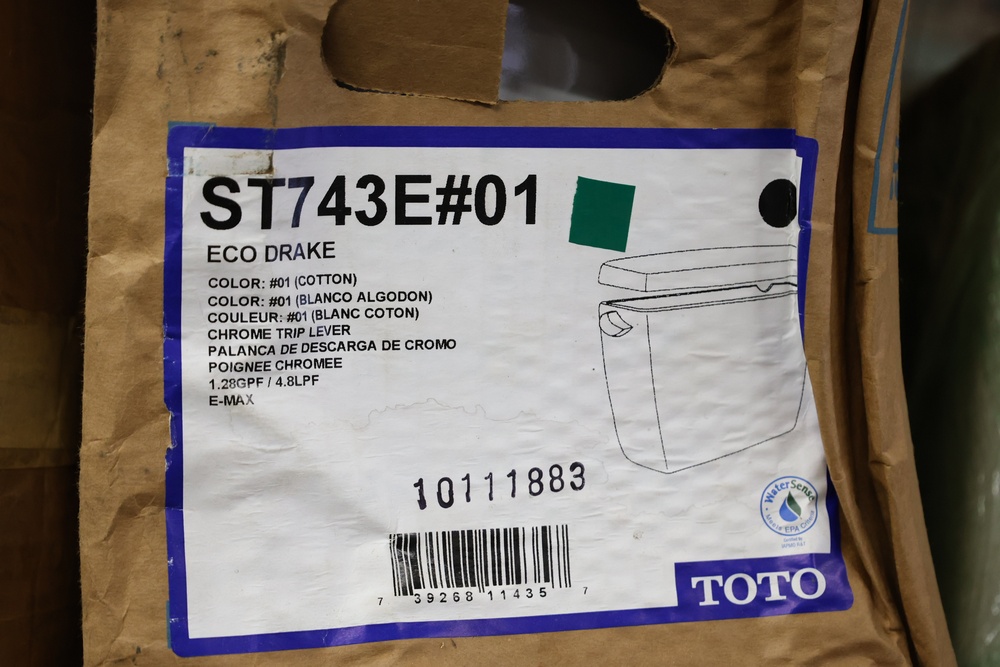 ST743E#01
ECO DRAKE
COLOR: #01 (COTTON)
COLOR: #01 (BLANCO ALGODON)
COULEUR: #01 (BLANC COTON)
CHROME TRIP LEVER
PALANCA DE DESCARGA DE CROMO
POIGNEE CHROMEE
1.28GPF / 4.8LPF
E-MAX
10111883
7 39268 11435 7
WaterSense
TOTO